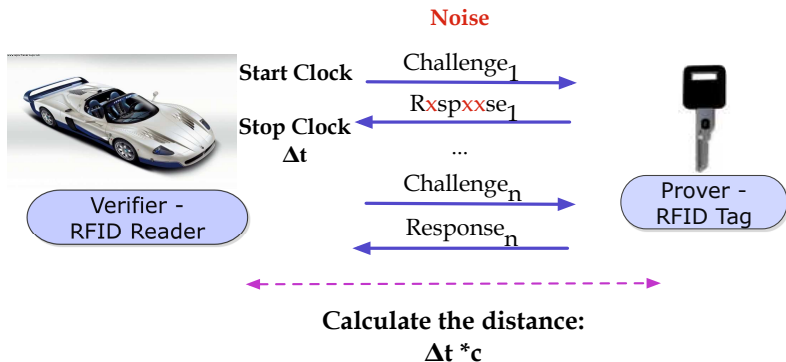 Noise
Start Clock
Challenge1
Rxspxxse1
Stop Clock
Δt
...
Challengen
Responsen
Verifier -
RFID Reader
Prover -
RFID Tag
Calculate the distance:
Δt *c